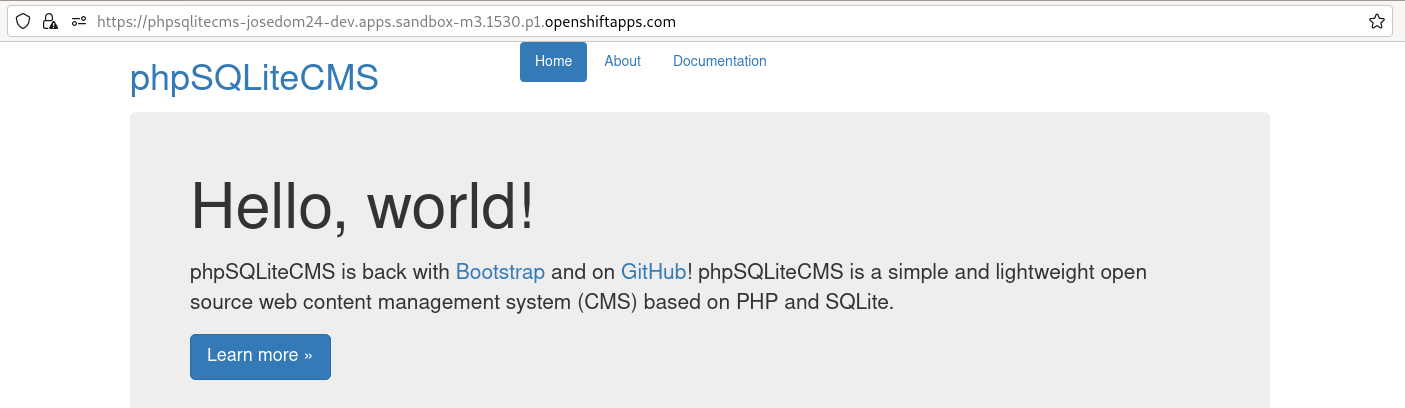 https://phpsqlitecms-josedom24-dev.apps.sandbox-m3.1530.p1.openshiftapps.com
phpSQLiteCMS
Home About Documentation
Hello, world!
phpSQLiteCMS is back with Bootstrap and on GitHub! phpSQLiteCMS is a simple and lightweight open
source web content management system (CMS) based on PHP and SQLite.
Learn more »